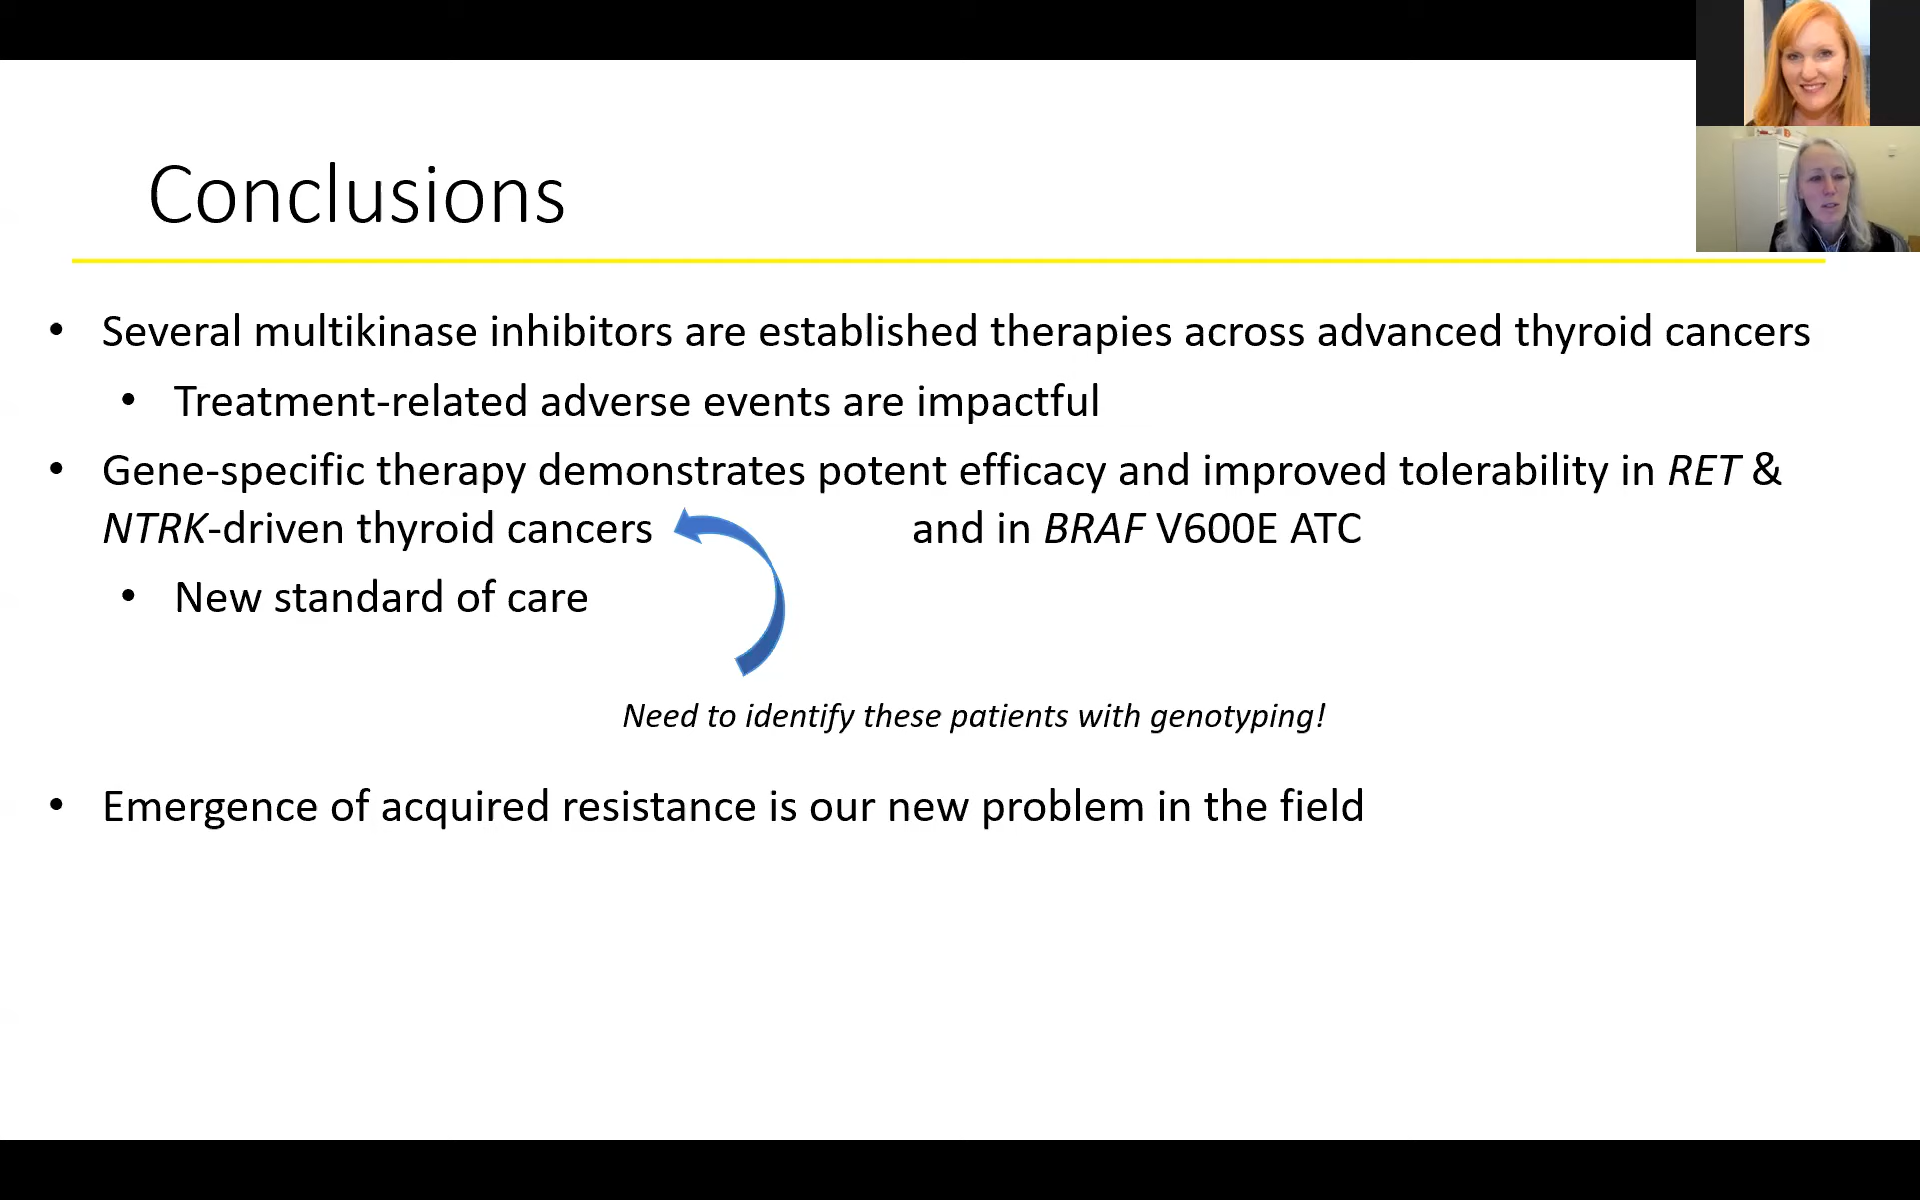 Conclusions
• Several multikinase inhibitors are established therapies across advanced thyroid cancers
• Treatment-related adverse events are impactful
• Gene-specific therapy demonstrates potent efficacy and improved tolerability in RET &
NTRK-driven thyroid cancers and in BRAF V600E ATC
• New standard of care
Need to identify these patients with genotyping!
• Emergence of acquired resistance is our new problem in the field